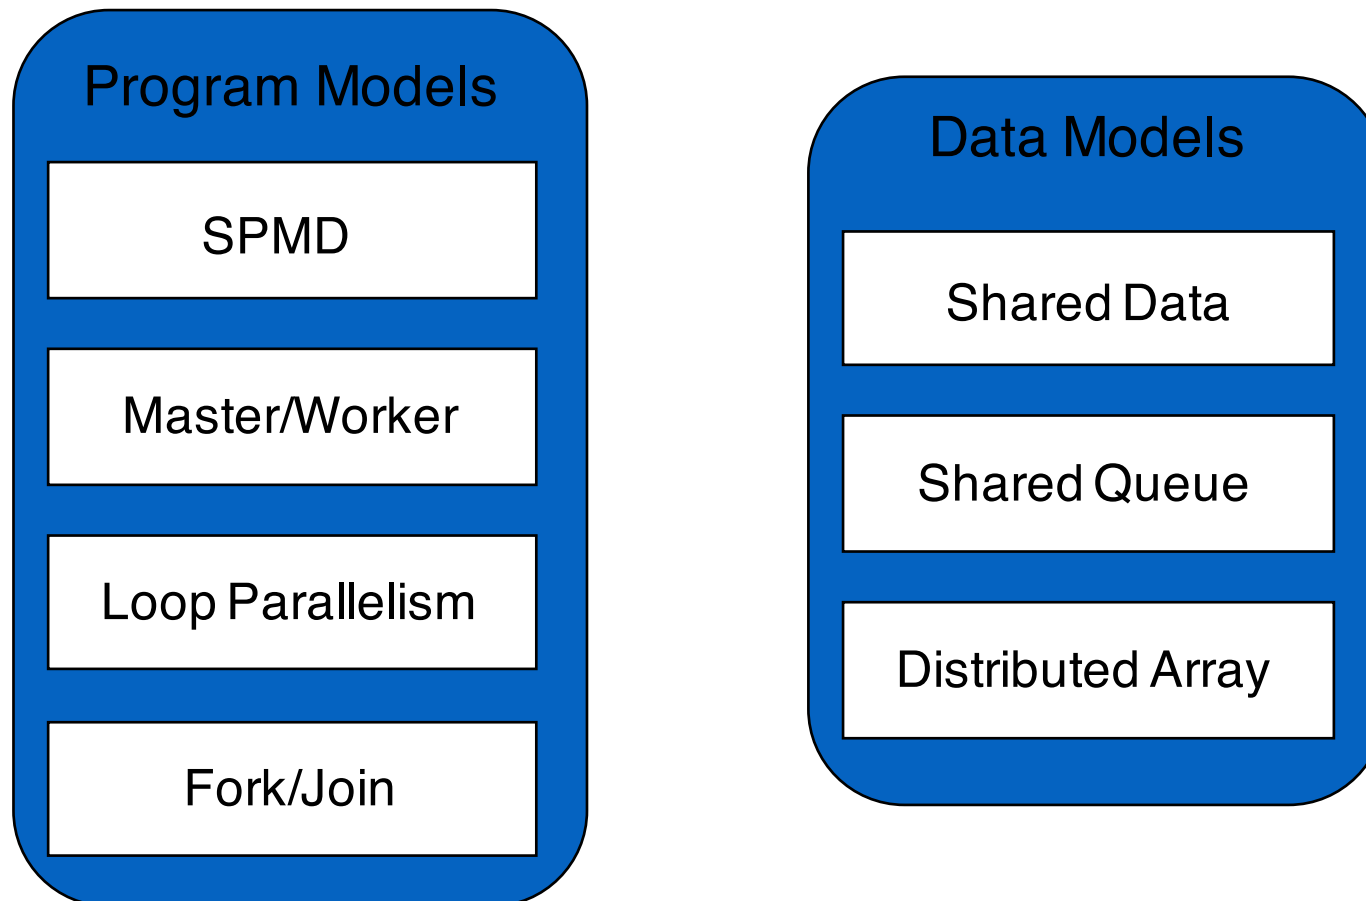 Program Models
SPMD
Master/Worker
Loop Parallelism
Fork/Join
Data Models
Shared Data
Shared Queue
Distributed Array